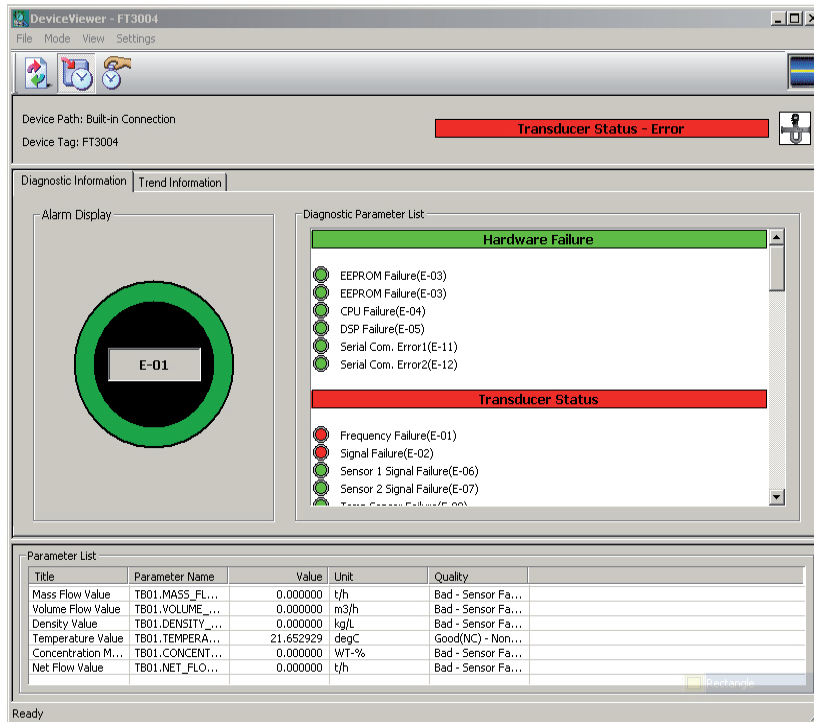 DeviceViewer - FT3004
File Mode View Settings
Device Path: Built-in Connection
Transducer Status - Error
Device Tag: FT3004
Diagnostic Information Trend Information
Alarm Display
E-01
Diagnostic Parameter List
Hardware Failure
EEPROM Failure(E-03)
EEPROM Failure(E-03)
CPU Failure(E-04)
DSP Failure(E-05)
Serial Com. Error1(E-11)
Serial Com. Error2(E-12)
Transducer Status
Frequency Failure(E-01)
Signal Failure(E-02)
Sensor 1 Signal Failure(E-06)
Sensor 2 Signal Failure(E-07)
Parameter List
Title Parameter Name Value Unit Quality
Mass Flow Value TB01.MASS_FL... 0.000000 t/h Bad - Sensor Fa...
Volume Flow Value TB01.VOLUME_... 0.000000 m3/h Bad - Sensor Fa...
Density Value TB01.DENSITY_... 0.000000 kg/L Bad - Sensor Fa...
Temperature Value TB01.TEMPERA... 21.652929 degC Good(NC) - Non...
Concentration M... TB01.CONCENT... 0.000000 WT-% Bad - Sensor Fa...
Net Flow Value TB01.NET_FLO... 0.000000 t/h Bad - Sensor Fa...
Rectangle
Ready